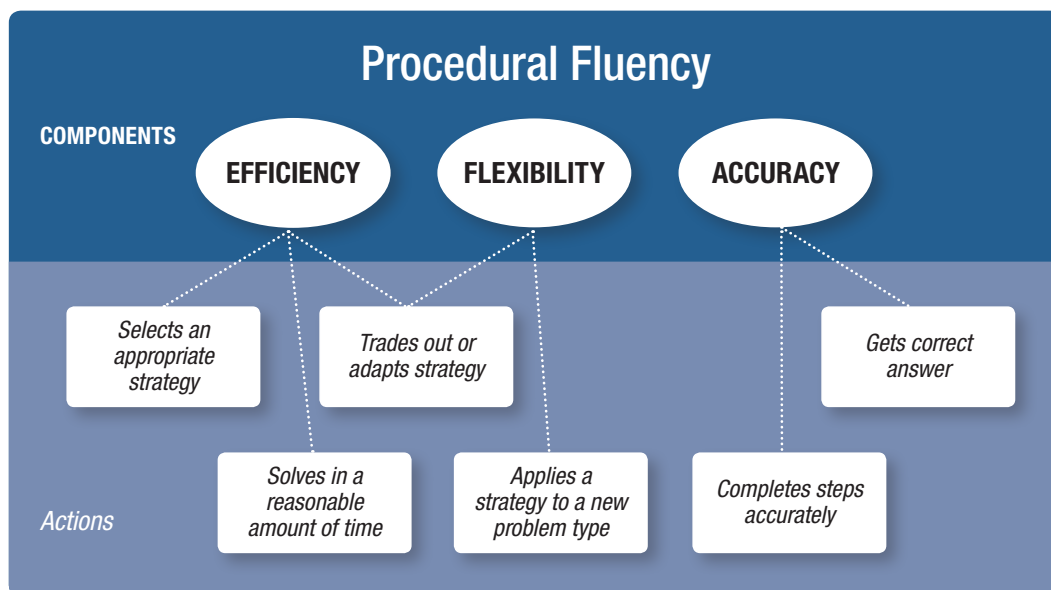 Procedural Fluency
COMPONENTS
EFFICIENCY
FLEXIBILITY
ACCURACY
Selects an
appropriate
strategy
Trades out or
adapts strategy
Gets correct
answer
Solves in a
reasonable
amount of time
Applies a
strategy to a new
problem type
Completes steps
accurately
Actions